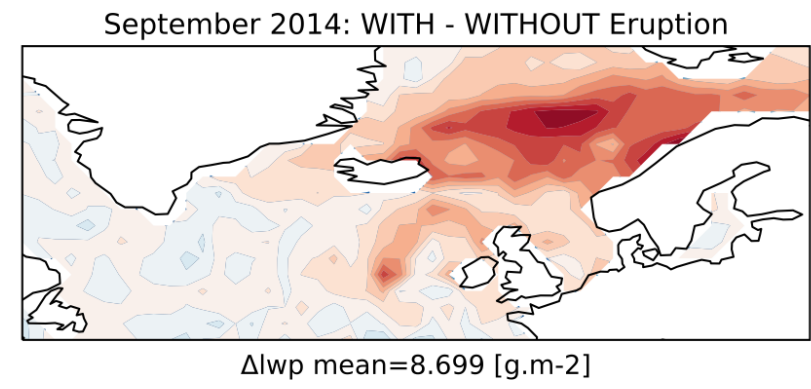 September 2014: WITH - WITHOUT Eruption
Δlwp mean=8.699 [g.m-2]